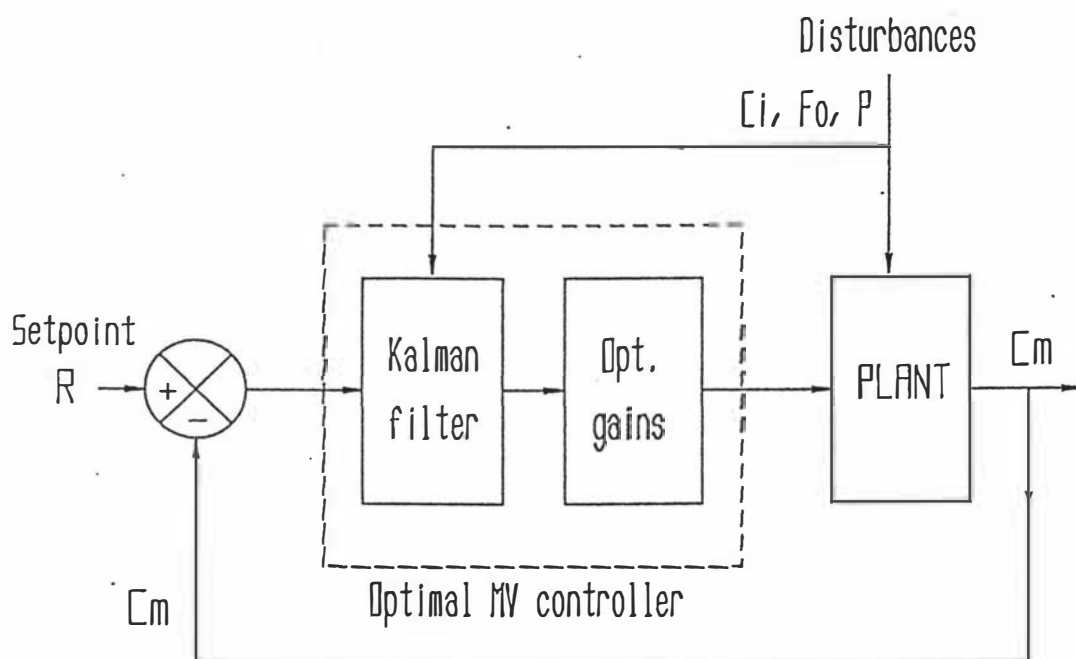 Disturbances
Ci, Fo, P
Setpoint
R
+
−
Kalman
filter
Opt.
gains
PLANT
Cm
Cm
Optimal MV controller